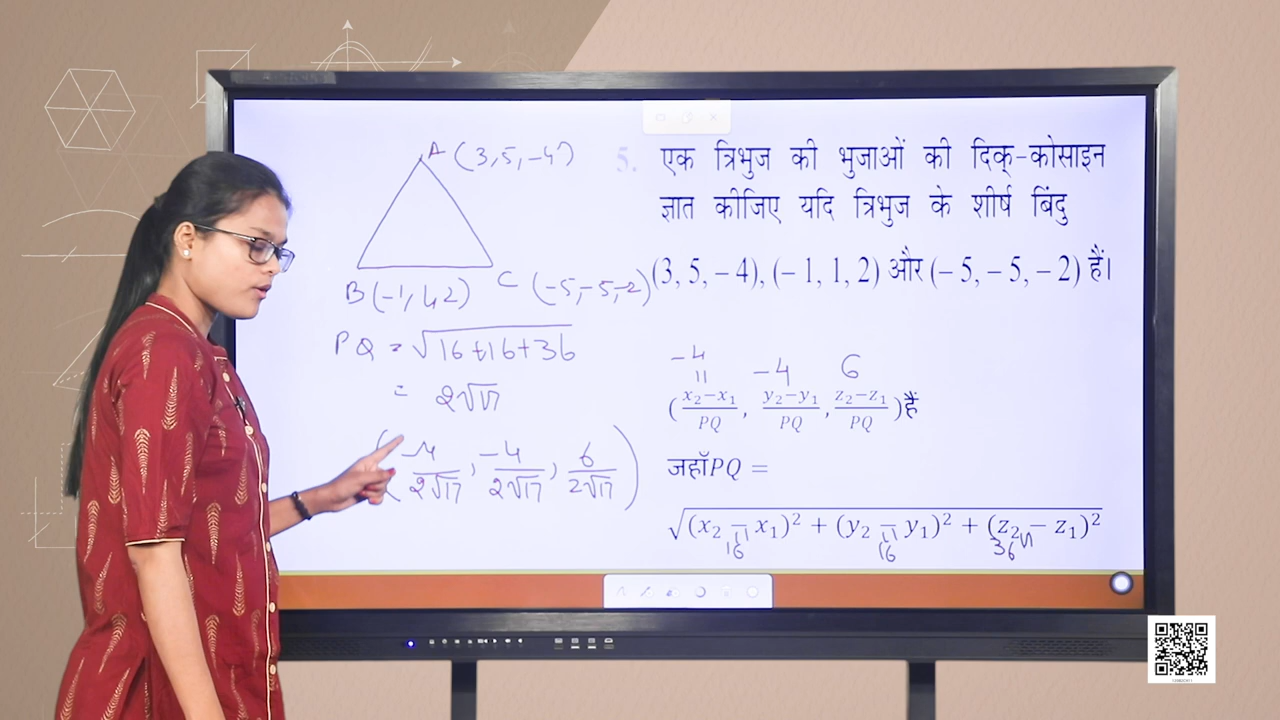 A (3,5,-4)
B (-1,1,2) C (-5,-5,-2)
PQ = √16+16+36
= 2√17
(-4/2√17, -4/2√17, 6/2√17)
5. एक त्रिभुज की भुजाओं की दिक्-कोसाइन
ज्ञात कीजिए यदि त्रिभुज के शीर्ष बिंदु
(3, 5, – 4), (– 1, 1, 2) और (– 5, – 5, – 2) हैं।
-4 -4 6
॥
(x₂−x₁/PQ, y₂−y₁/PQ, z₂−z₁/PQ) हैं
जहाँ PQ =
√(x₂ − x₁)² + (y₂ − y₁)² + (z₂ − z₁)²
16 16 36